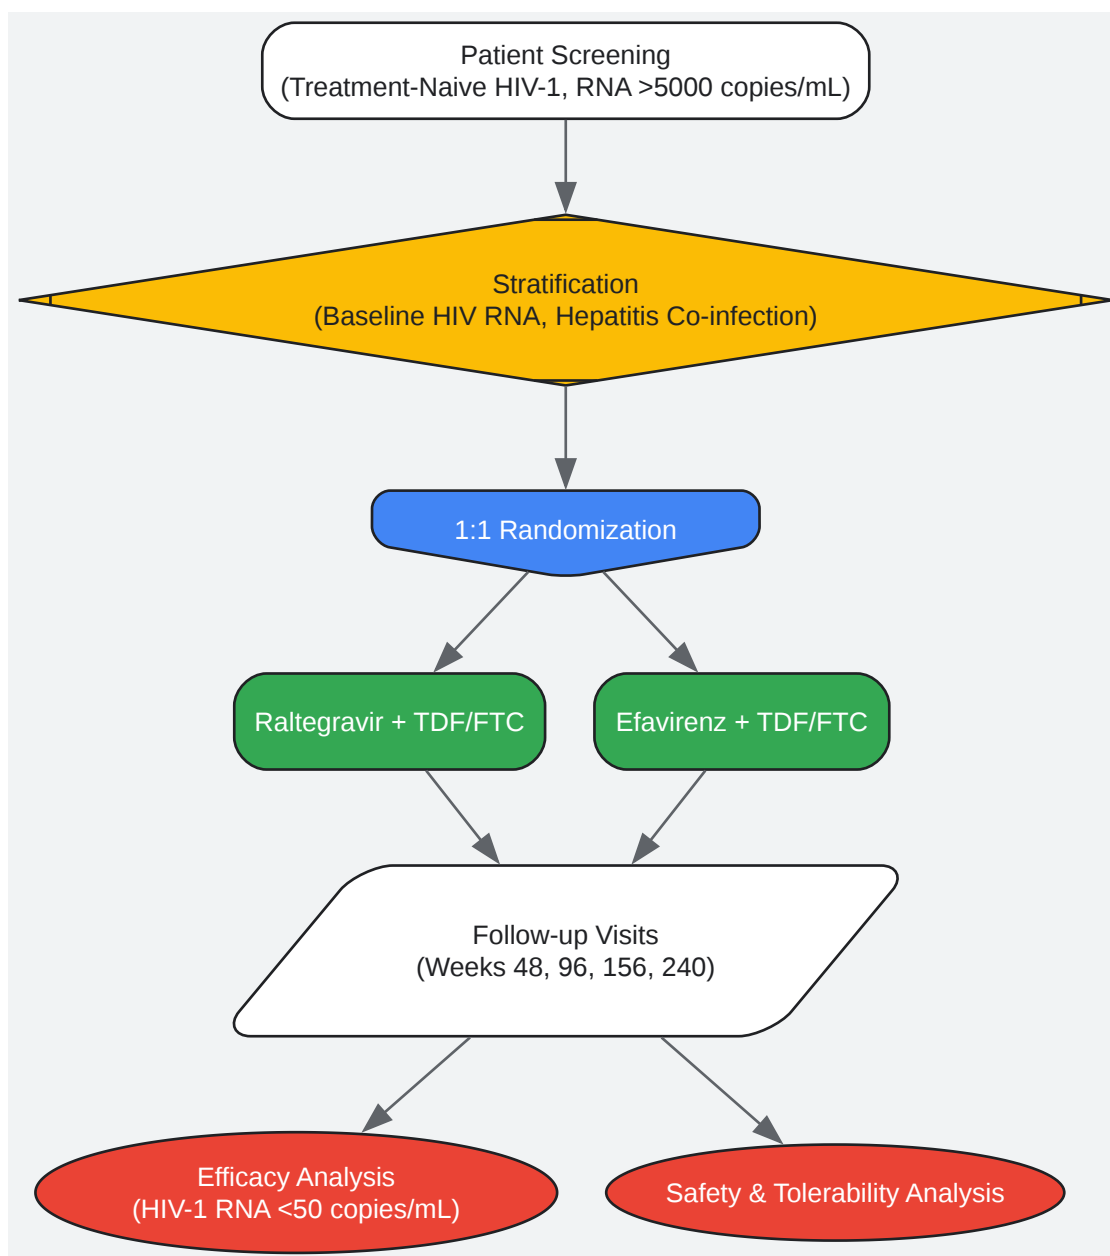 Patient Screening
(Treatment-Naive HIV-1, RNA >5000 copies/mL)
Stratification
(Baseline HIV RNA, Hepatitis Co-infection)
1:1 Randomization
Raltegravir + TDF/FTC
Efavirenz + TDF/FTC
Follow-up Visits
(Weeks 48, 96, 156, 240)
Efficacy Analysis
(HIV-1 RNA <50 copies/mL)
Safety & Tolerability Analysis